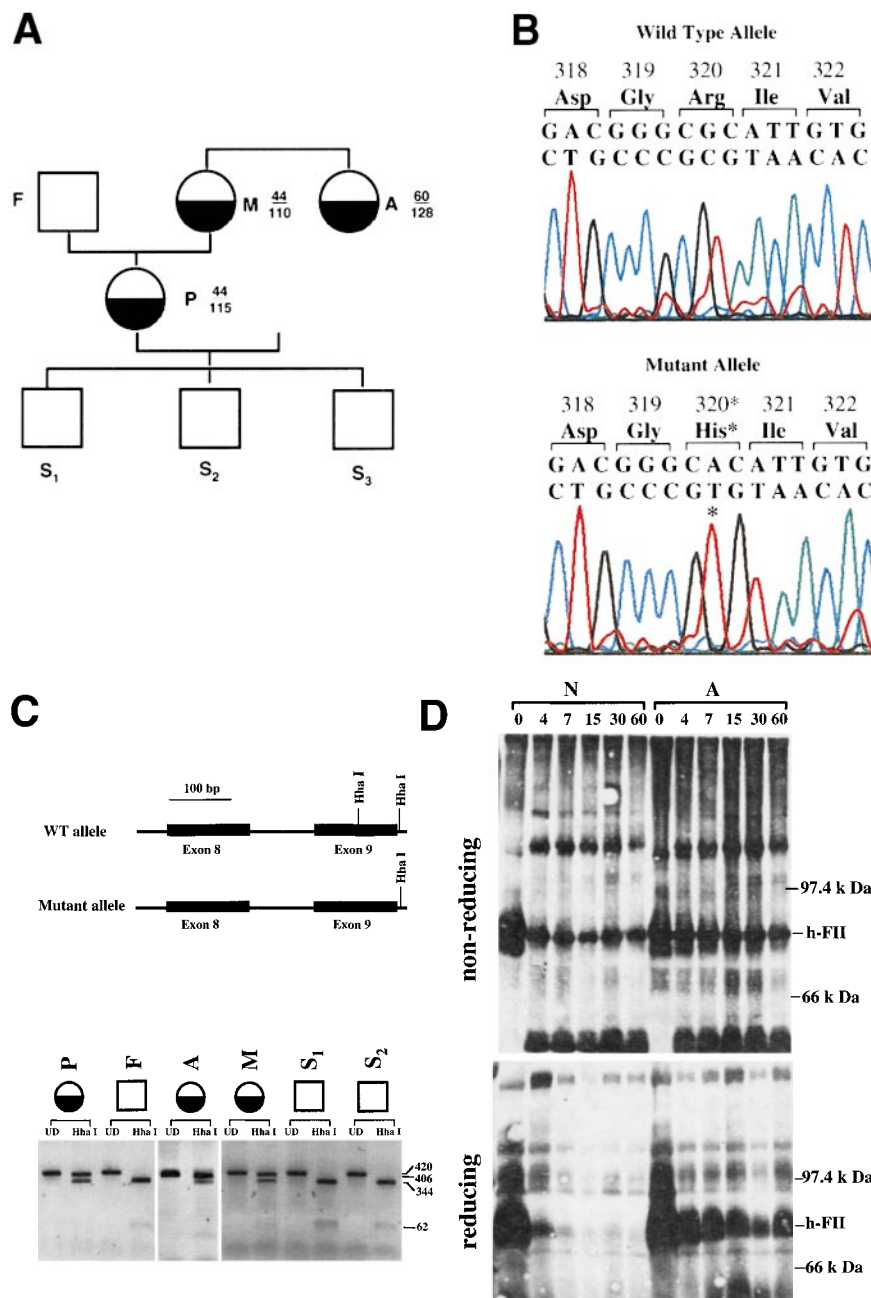 A
F
M 44
110
A 60
128
P 44
115
S1 S2 S3
B
Wild Type Allele
318 319 320 321 322
Asp Gly Arg Ile Val
G A C G G G C G C A T T G T G
C T G C C C G C G T A A C A C
Mutant Allele
318 319 320* 321 322
Asp Gly His* Ile Val
G A C G G G C A C A T T G T G
C T G C C C G T G T A A C A C
*
C
100 bp
Hha I
Hha I
WT allele
Exon 8 Exon 9
Hha I
Mutant allele
Exon 8 Exon 9
P F A M S1 S2
UD Hha I UD Hha I UD Hha I UD Hha I UD Hha I UD Hha I
420
406
344
62
D
N A
0 4 7 15 30 60 0 4 7 15 30 60
non-reducing
97.4 k Da
h-FII
66 k Da
reducing
97.4 k Da
h-FII
66 k Da